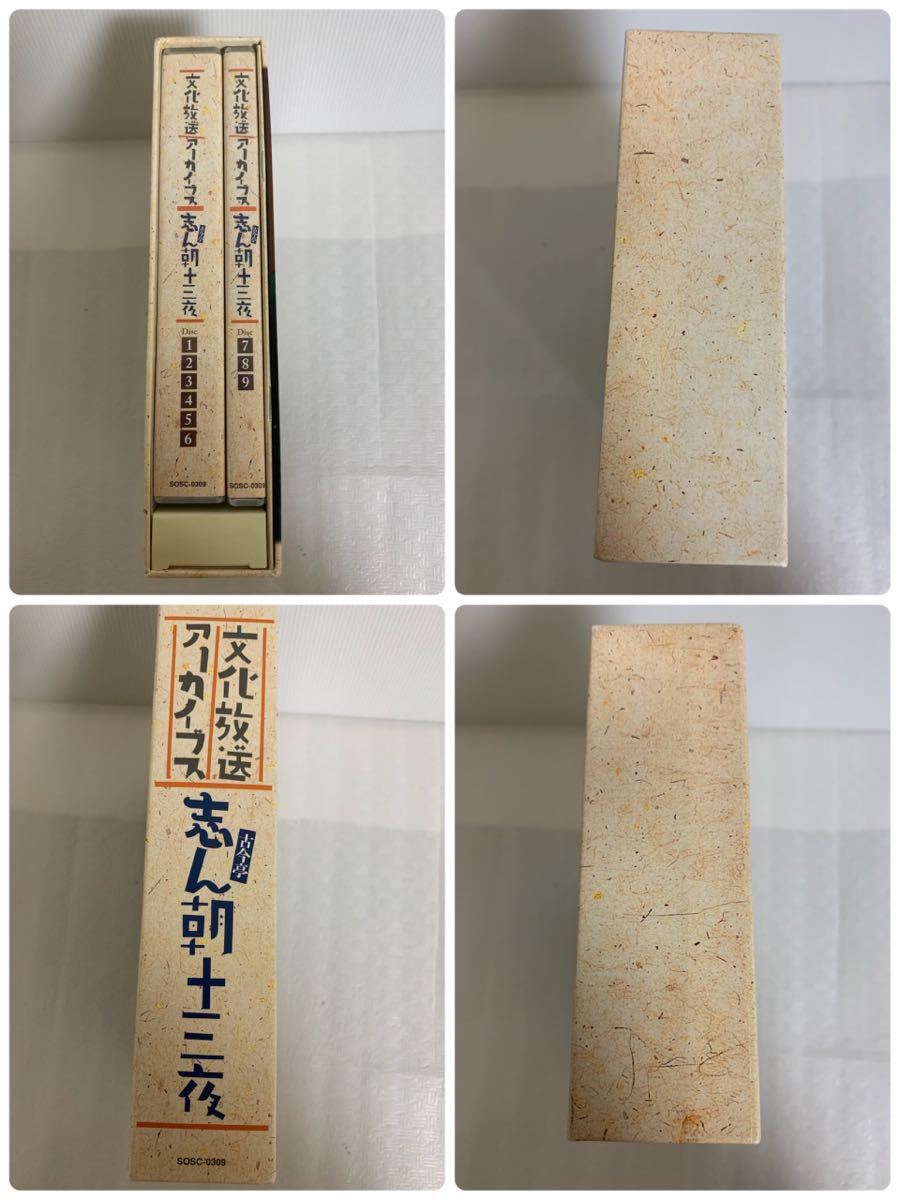 文化放送
アーカイブス
古今亭
志ん朝十三夜
Disc
1
2
3
4
5
6
SOSC-0309
文化放送
アーカイブス
古今亭
志ん朝十三夜
Disc
7
8
9
SOSC-0309
文化放送
アーカイブス
古今亭
志ん朝十三夜
SOSC-0309